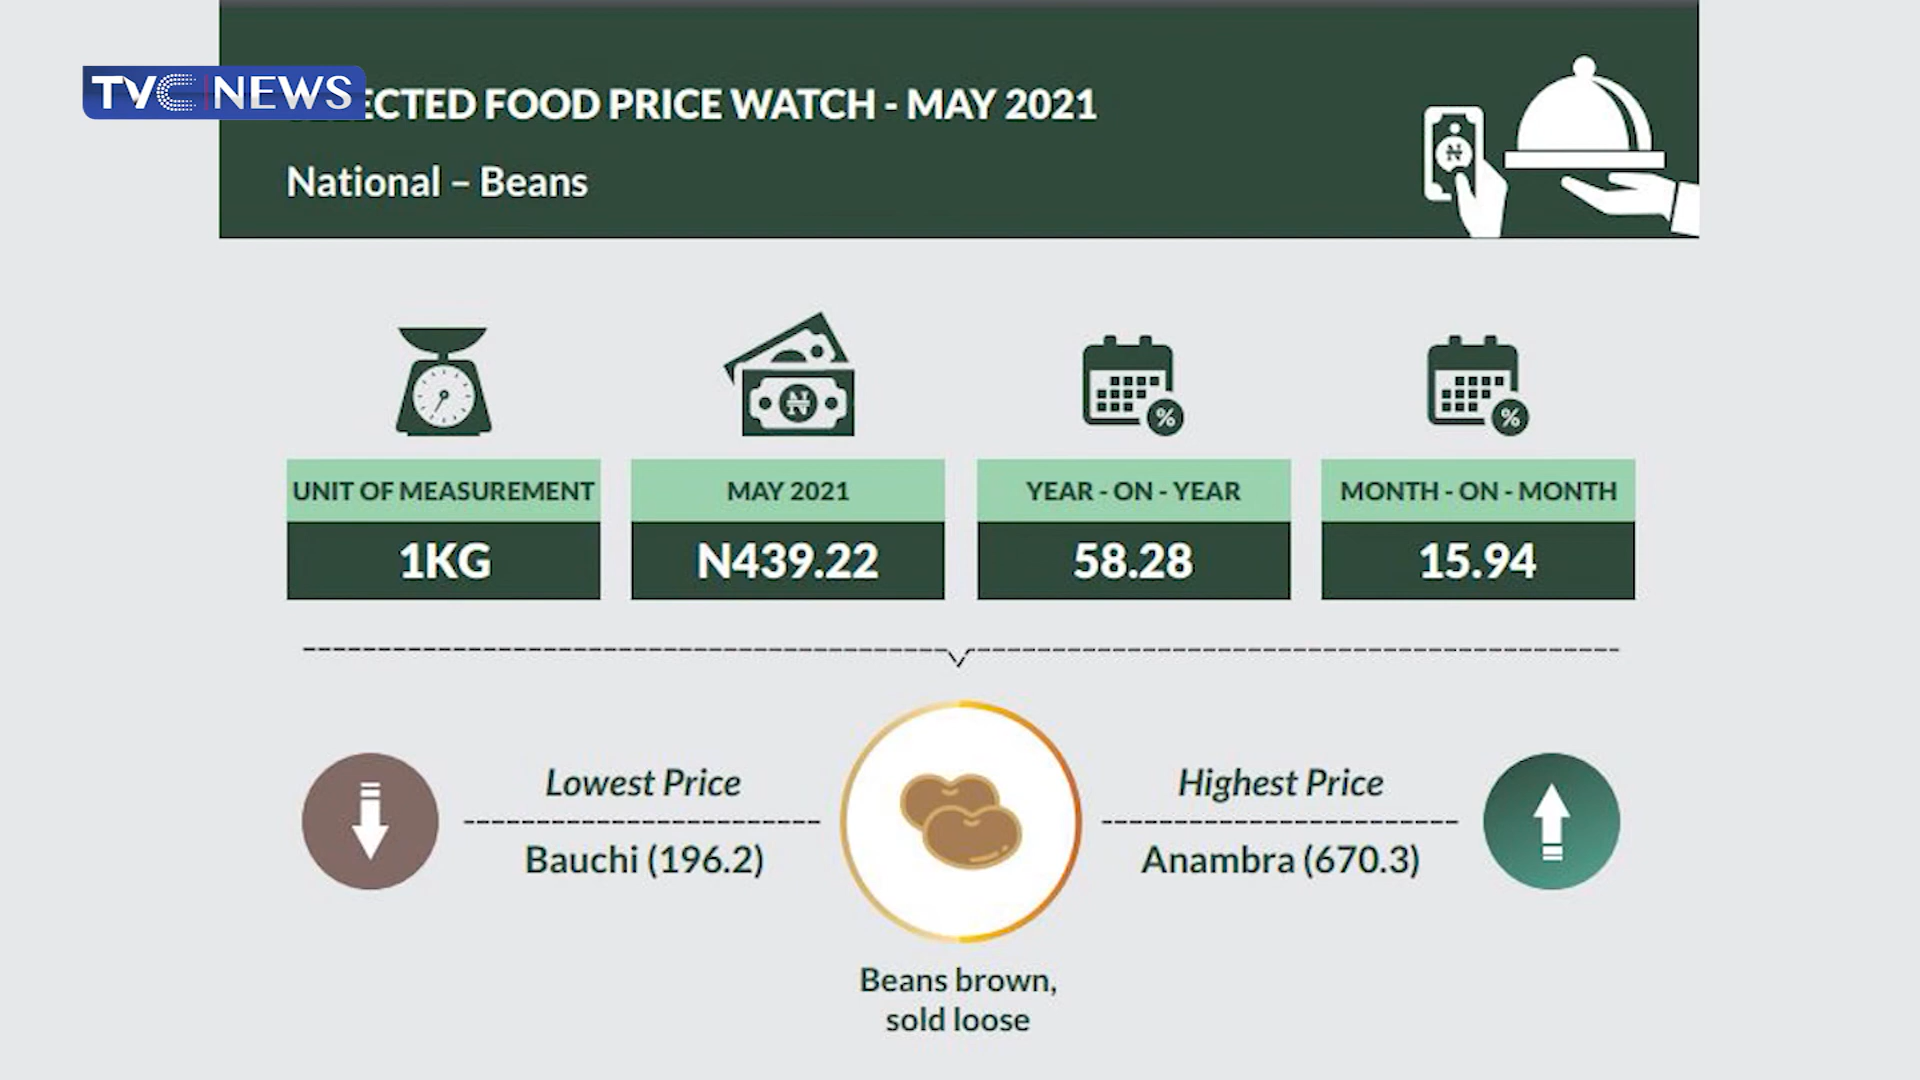 TVC NEWS
ECTED FOOD PRICE WATCH - MAY 2021
National – Beans
UNIT OF MEASUREMENT
MAY 2021
YEAR - ON - YEAR
MONTH - ON - MONTH
1KG
N439.22
58.28
15.94
Lowest Price
Highest Price
Bauchi (196.2)
Anambra (670.3)
Beans brown,
sold loose